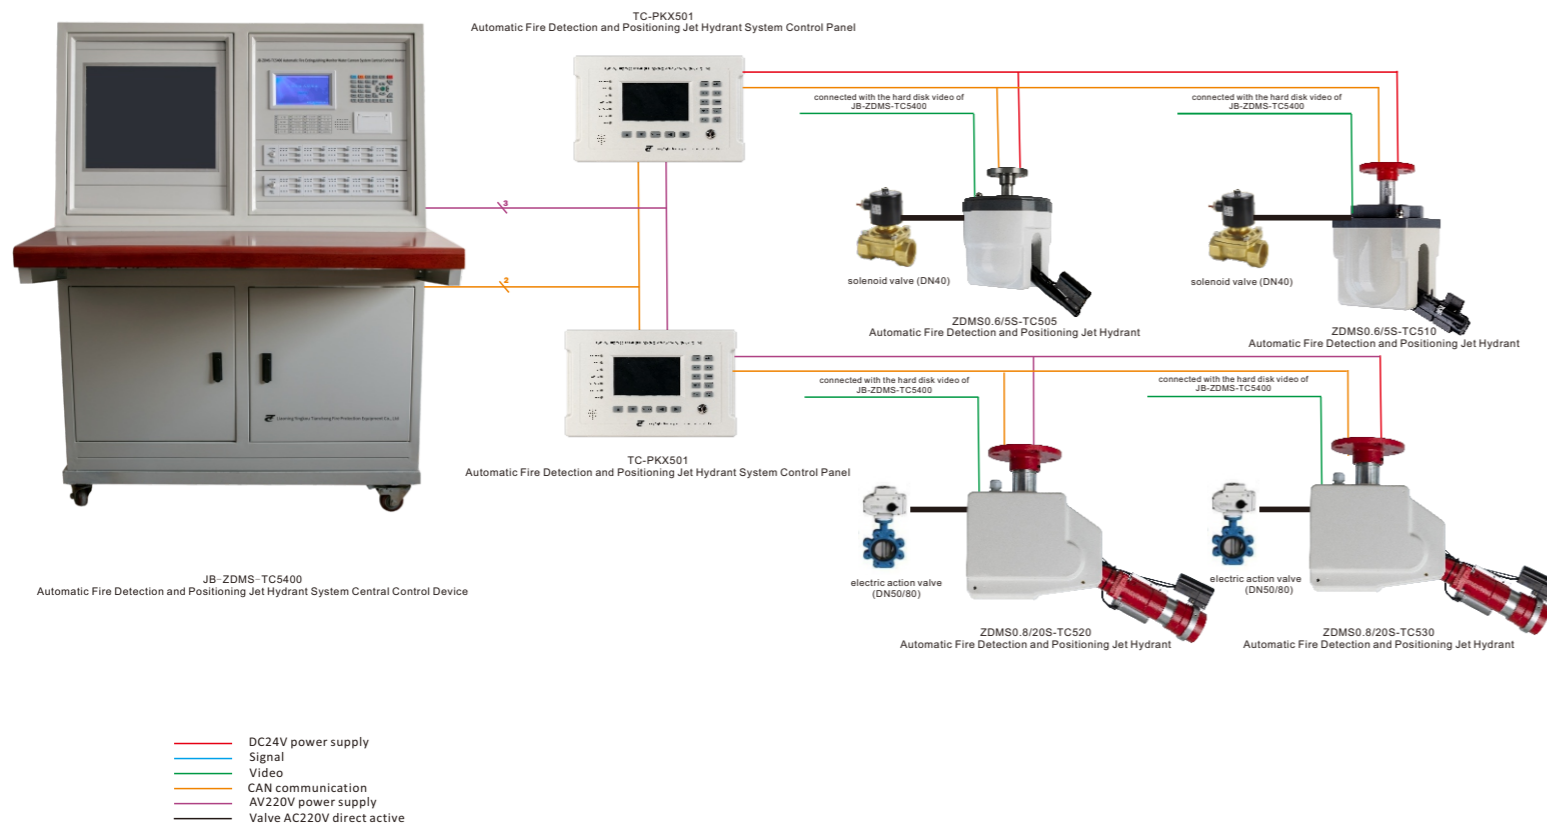 TC-PKX501
Automatic Fire Detection and Positioning Jet Hydrant System Control Panel
connected with the hard disk video of
JB-ZDMS-TC5400
connected with the hard disk video of
JB-ZDMS-TC5400
3
2
solenoid valve (DN40)
solenoid valve (DN40)
ZDMS0.6/5S-TC505
Automatic Fire Detection and Positioning Jet Hydrant
ZDMS0.6/5S-TC510
Automatic Fire Detection and Positioning Jet Hydrant
connected with the hard disk video of
JB-ZDMS-TC5400
connected with the hard disk video of
JB-ZDMS-TC5400
TC-PKX501
Automatic Fire Detection and Positioning Jet Hydrant System Control Panel
electric action valve
(DN50/80)
electric action valve
(DN50/80)
JB-ZDMS-TC5400
Automatic Fire Detection and Positioning Jet Hydrant System Central Control Device
ZDMS0.8/20S-TC520
Automatic Fire Detection and Positioning Jet Hydrant
ZDMS0.8/20S-TC530
Automatic Fire Detection and Positioning Jet Hydrant
DC24V power supply
Signal
Video
CAN communication
AV220V power supply
Valve AC220V direct active